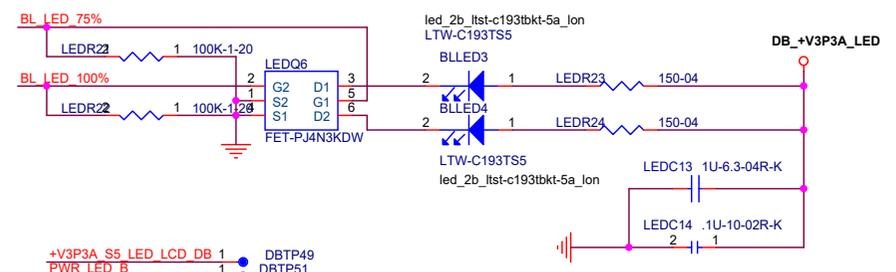 led_2b_ltst-c193tbkt-5a_lon
BL_LED_75%
LTW-C193TS5
DB_+V3P3A_LED
LEDR21 1 100K-1-20
BLLED3
LEDQ6
BL_LED_100%
2 G2 D1 3
2 1
LEDR23 150-04
1 S2 G1 5
LEDR22 1 100K-1-20
4 S1 D2 6
BLLED4
2 1
LEDR24 150-04
FET-PJ4N3KDW
LTW-C193TS5
led_2b_ltst-c193tbkt-5a_lon
LEDC13 1U-6.3-04R-K
LEDC14 .1U-10-02R-K
2 1
+V3P3A_S5_LED_LCD_DB 1 DBTP49
PWR_LED_B 1 DBTP51